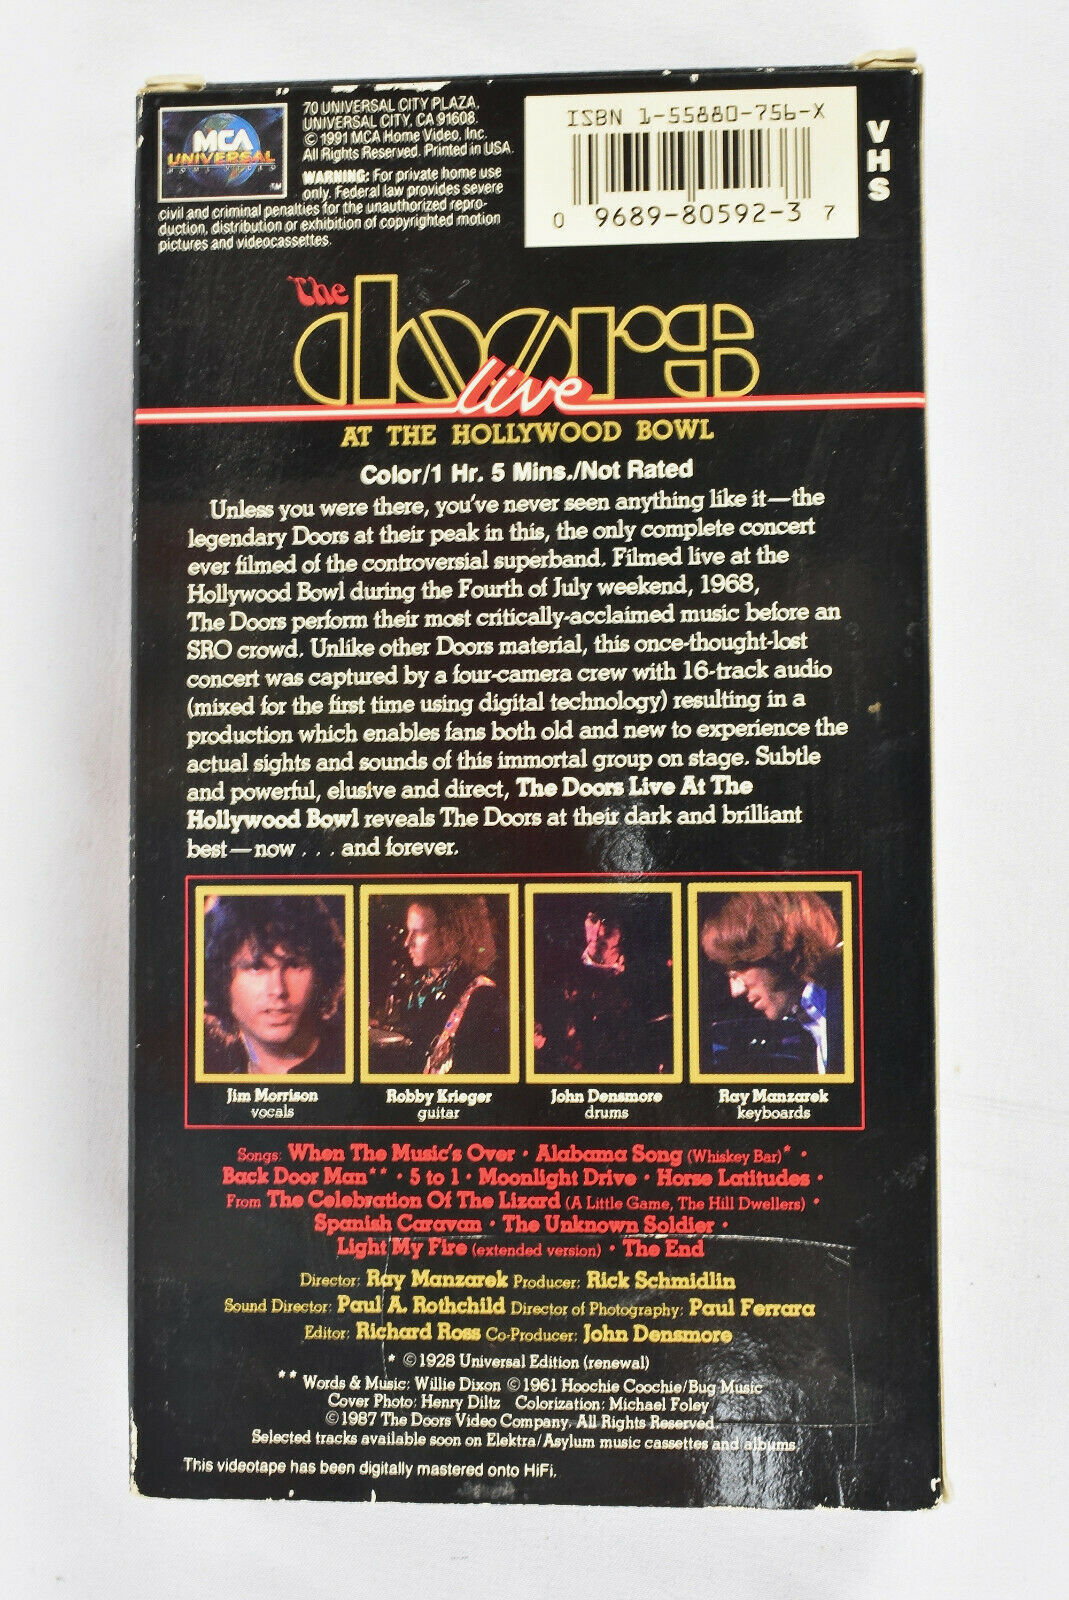 MCA
UNIVERSAL
HOME VIDEO
TM
70 UNIVERSAL CITY PLAZA,
UNIVERSAL CITY, CA 91608.
© 1991 MCA Home Video, Inc.
All Rights Reserved. Printed in USA.
WARNING: For private home use
only. Federal law provides severe
civil and criminal penalties for the unauthorized repro-
duction, distribution or exhibition of copyrighted motion
pictures and videocassettes.
ISBN 1-55880-756-X
0 9689-80592-3 7
VHS
The
doors
live
AT THE HOLLYWOOD BOWL
Color/1 Hr. 5 Mins./Not Rated
Unless you were there, you've never seen anything like it—the
legendary Doors at their peak in this, the only complete concert
ever filmed of the controversial superband. Filmed live at the
Hollywood Bowl during the Fourth of July weekend, 1968,
The Doors perform their most critically-acclaimed music before an
SRO crowd. Unlike other Doors material, this once-thought-lost
concert was captured by a four-camera crew with 16-track audio
(mixed for the first time using digital technology) resulting in a
production which enables fans both old and new to experience the
actual sights and sounds of this immortal group on stage. Subtle
and powerful, elusive and direct, The Doors Live At The
Hollywood Bowl reveals The Doors at their dark and brilliant
best—now . . . and forever.
Jim Morrison
vocals
Robby Krieger
guitar
John Densmore
drums
Ray Manzarek
keyboards
Songs: When The Music's Over • Alabama Song (Whiskey Bar)* •
Back Door Man** • 5 to 1 • Moonlight Drive • Horse Latitudes •
From The Celebration Of The Lizard (A Little Game, The Hill Dwellers) •
Spanish Caravan • The Unknown Soldier •
Light My Fire (extended version) • The End
Director: Ray Manzarek Producer: Rick Schmidlin
Sound Director: Paul A. Rothchild Director of Photography: Paul Ferrara
Editor: Richard Ross Co-Producer: John Densmore
* © 1928 Universal Edition (renewal)
** Words & Music: Willie Dixon © 1961 Hoochie Coochie/Bug Music
Cover Photo: Henry Diltz Colorization: Michael Foley
© 1987 The Doors Video Company. All Rights Reserved.
Selected tracks available soon on Elektra/Asylum music cassettes and albums
This videotape has been digitally mastered onto HiFi.